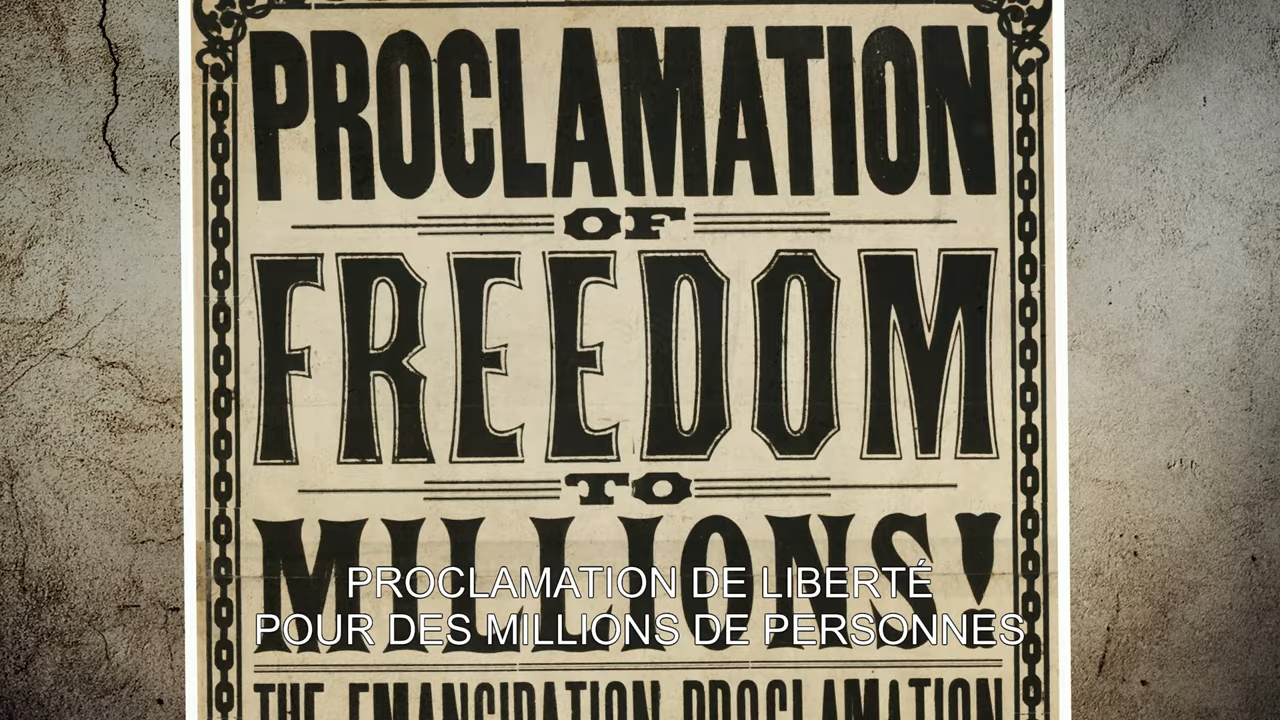 PROCLAMATION
OF
FREEDOM
TO
MILLIONS!
PROCLAMATION DE LIBERTÉ
POUR DES MILLIONS DE PERSONNES
THE EMANCIPATION PROCLAMATION